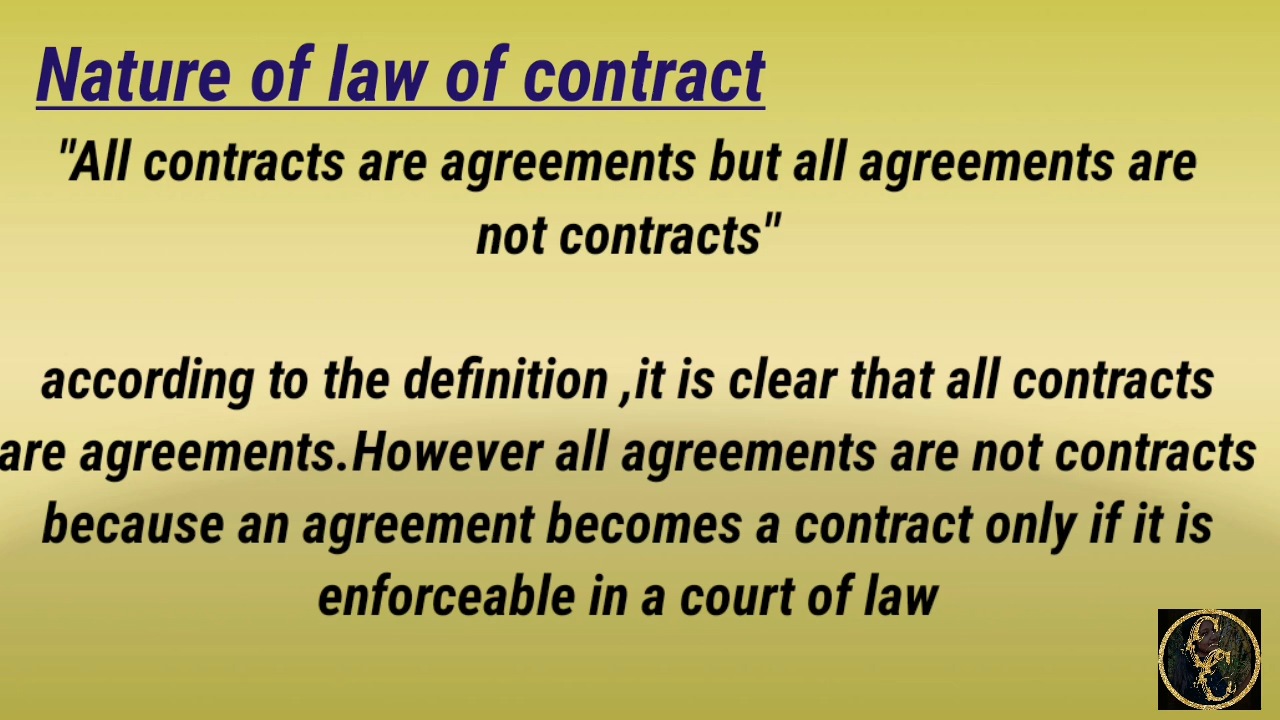 Nature of law of contract
"All contracts are agreements but all agreements are
not contracts"
according to the definition ,it is clear that all contracts
are agreements.However all agreements are not contracts
because an agreement becomes a contract only if it is
enforceable in a court of law